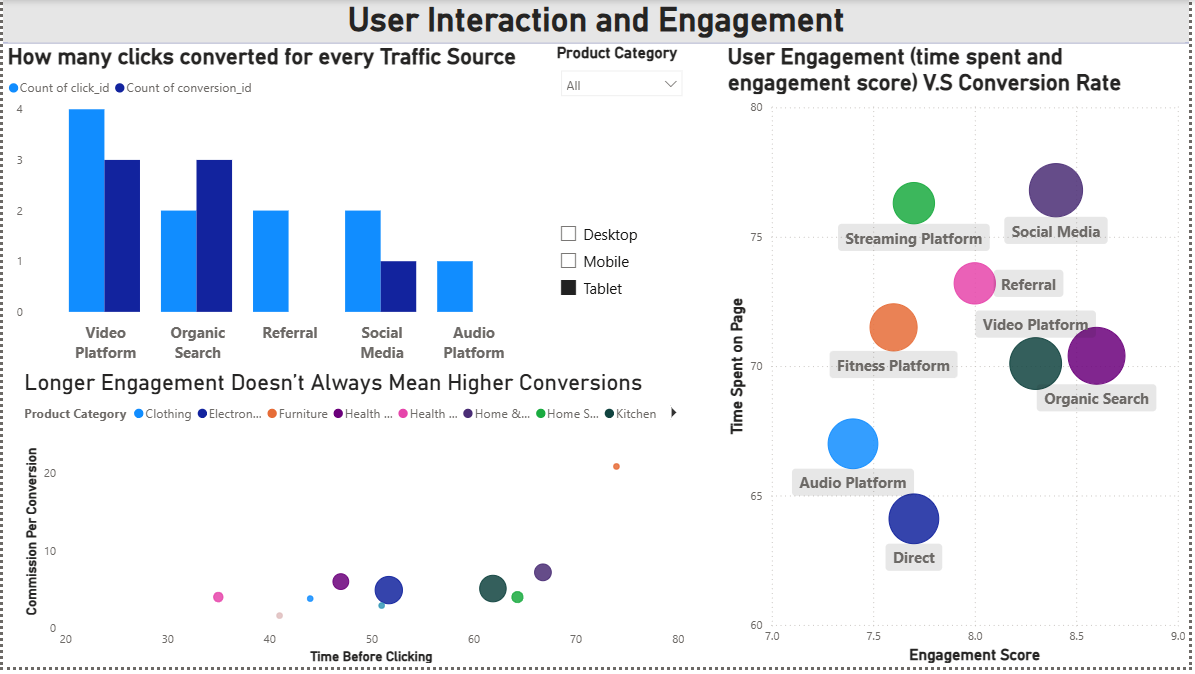 User Interaction and Engagement
How many clicks converted for every Traffic Source
Count of click_id Count of conversion_id
4
3
2
1
0
Video Platform
Organic Search
Referral
Social Media
Audio Platform
Product Category
All
Desktop
Mobile
Tablet
Longer Engagement Doesn't Always Mean Higher Conversions
Product Category Clothing Electron... Furniture Health ... Health ... Home &... Home S... Kitchen
Commission Per Conversion
20
10
0
20 30 40 50 60 70 80
Time Before Clicking
User Engagement (time spent and
engagement score) V.S Conversion Rate
Time Spent on Page
80
75
70
65
60
Streaming Platform
Social Media
Referral
Video Platform
Fitness Platform
Organic Search
Audio Platform
Direct
7.0 7.5 8.0 8.5 9.0
Engagement Score